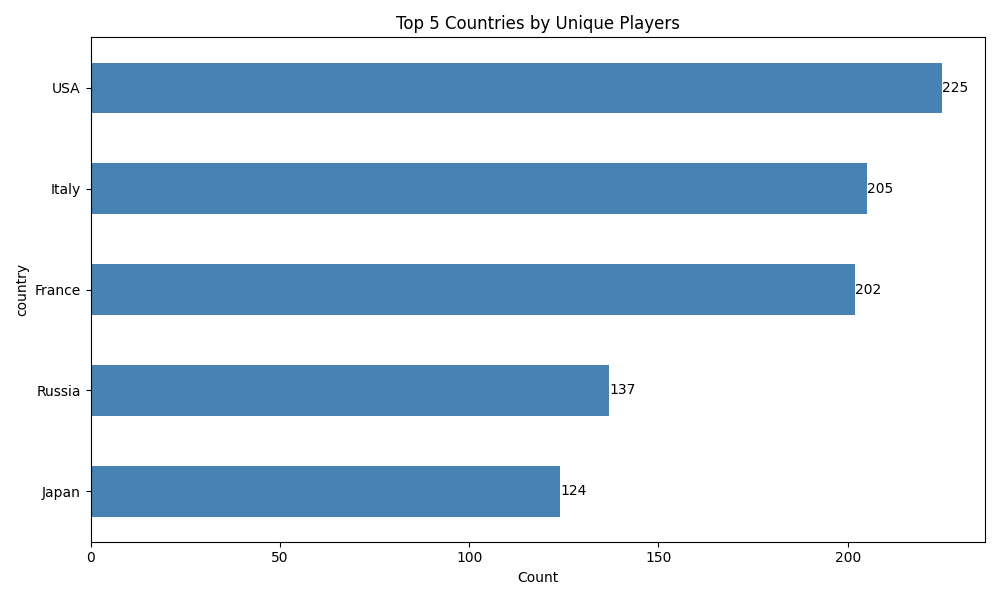 Top 5 Countries by Unique Players
country
USA
225
Italy
205
France
202
Russia
137
Japan
124
0
50
100
150
200
Count